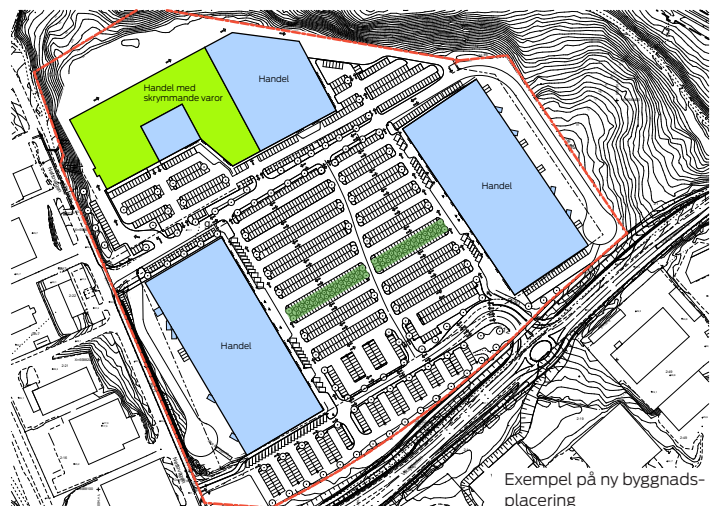 Handel med
skrymmande varor
Handel
Handel
Handel
Exempel på ny byggnads-
placering